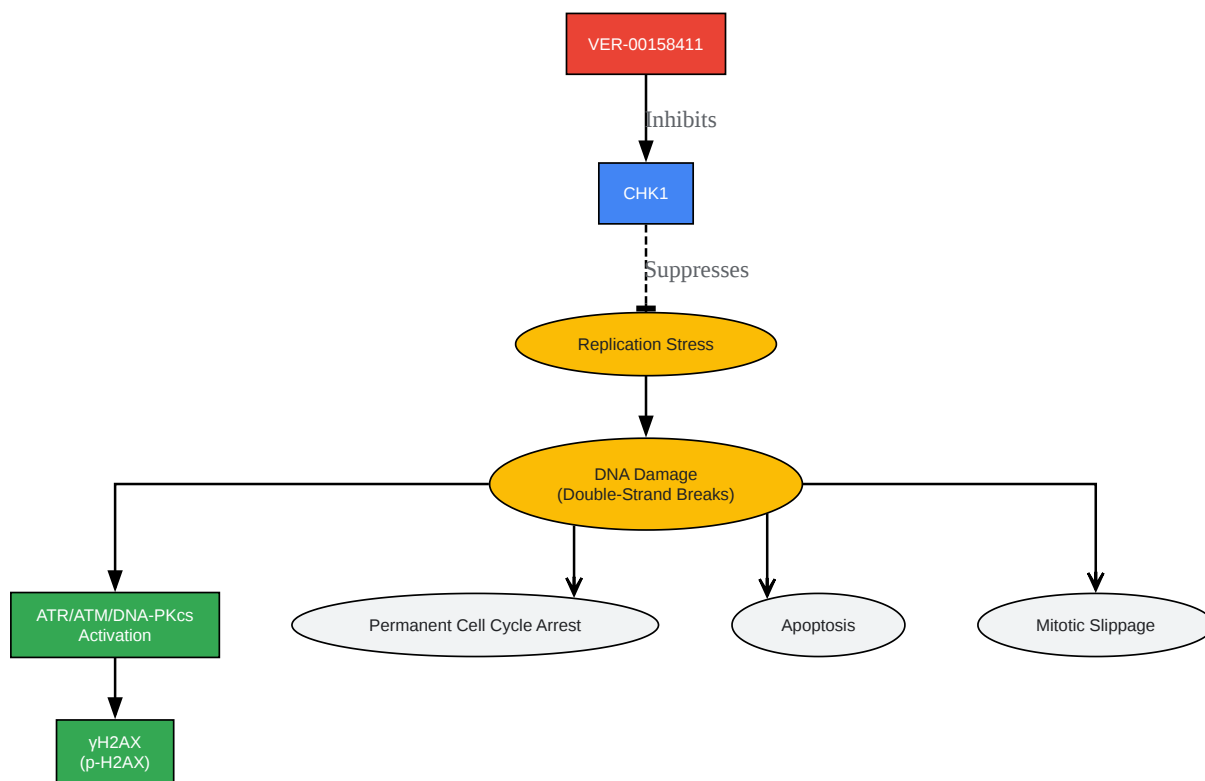 VER-00158411
Inhibits
CHK1
Suppresses
Replication Stress
DNA Damage
(Double-Strand Breaks)
ATR/ATM/DNA-PKcs
Activation
Permanent Cell Cycle Arrest
Apoptosis
Mitotic Slippage
γH2AX
(p-H2AX)